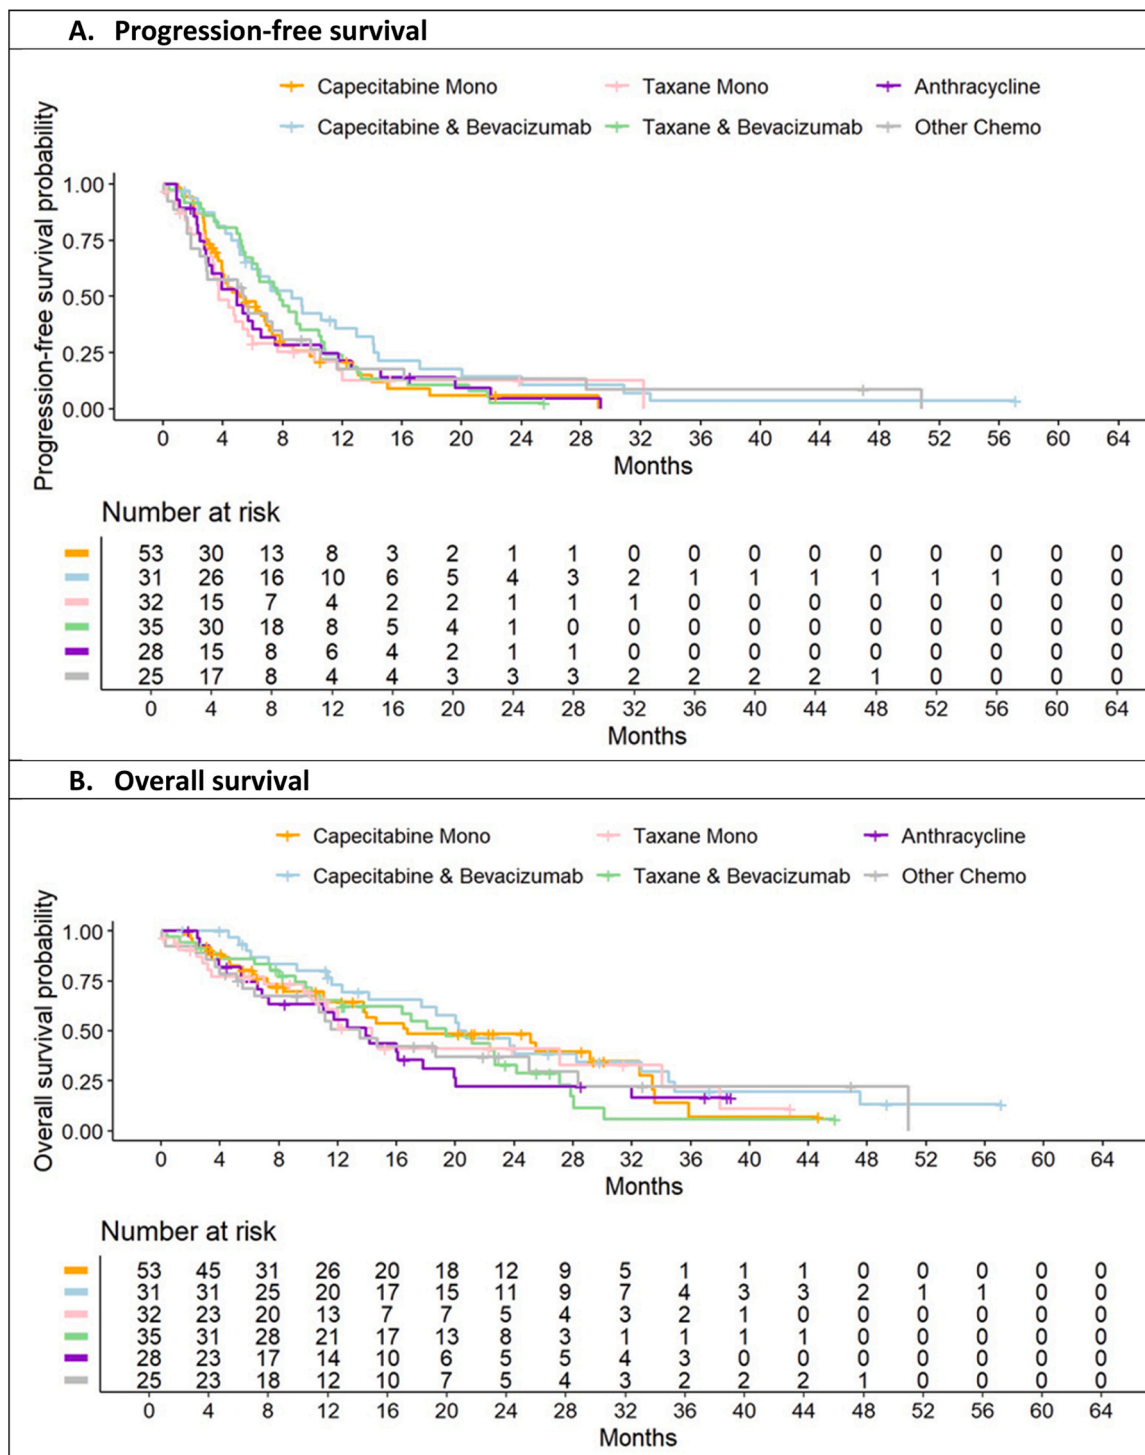 A. Progression-free survival
Capecitabine Mono Taxane Mono Anthracycline
Capecitabine & Bevacizumab Taxane & Bevacizumab Other Chemo
Progression-free survival probability
1.00
0.75
0.50
0.25
0.00
0 4 8 12 16 20 24 28 32 36 40 44 48 52 56 60 64
Months
Number at risk
53 30 13 8 3 2 1 1 0 0 0 0 0 0 0 0 0
31 26 16 10 6 5 4 3 2 1 1 1 1 1 1 0 0
32 15 7 4 2 2 1 1 1 0 0 0 0 0 0 0 0
35 30 18 8 5 4 1 0 0 0 0 0 0 0 0 0 0
28 15 8 6 4 2 1 1 0 0 0 0 0 0 0 0 0
25 17 8 4 4 3 3 3 2 2 2 2 1 0 0 0 0
0 4 8 12 16 20 24 28 32 36 40 44 48 52 56 60 64
Months
B. Overall survival
Capecitabine Mono Taxane Mono Anthracycline
Capecitabine & Bevacizumab Taxane & Bevacizumab Other Chemo
Overall survival probability
1.00
0.75
0.50
0.25
0.00
0 4 8 12 16 20 24 28 32 36 40 44 48 52 56 60 64
Months
Number at risk
53 45 31 26 20 18 12 9 5 1 1 1 0 0 0 0 0
31 31 25 20 17 15 11 9 7 4 3 3 2 1 1 0 0
32 23 20 13 7 7 5 4 3 2 1 0 0 0 0 0 0
35 31 28 21 17 13 8 3 1 1 1 1 0 0 0 0 0
28 23 17 14 10 6 5 5 4 3 0 0 0 0 0 0 0
25 23 18 12 10 7 5 4 3 2 2 2 1 0 0 0 0
0 4 8 12 16 20 24 28 32 36 40 44 48 52 56 60 64
Months